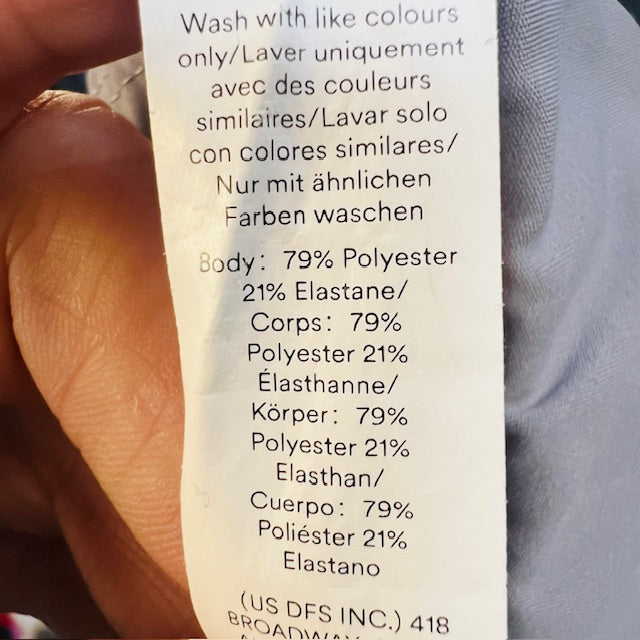 Wash with like colours
only/Laver uniquement
avec des couleurs
similaires/Lavar solo
con colores similares/
Nur mit ähnlichen
Farben waschen
Body: 79% Polyester
21% Elastane/
Corps: 79%
Polyester 21%
Élasthanne/
Körper: 79%
Polyester 21%
Elasthan/
Cuerpo: 79%
Poliéster 21%
Elastano
(US DFS INC.) 418
BROADWAY